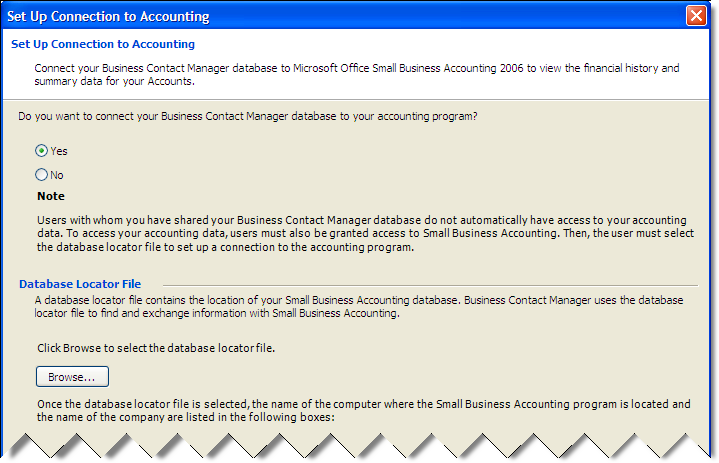 Set Up Connection to Accounting
Set Up Connection to Accounting
Connect your Business Contact Manager database to Microsoft Office Small Business Accounting 2006 to view the financial history and
summary data for your Accounts.
Do you want to connect your Business Contact Manager database to your accounting program?
Yes
No
Note
Users with whom you have shared your Business Contact Manager database do not automatically have access to your accounting
data. To access your accounting data, users must also be granted access to Small Business Accounting. Then, the user must select
the database locator file to set up a connection to the accounting program.
Database Locator File
A database locator file contains the location of your Small Business Accounting database. Business Contact Manager uses the database
locator file to find and exchange information with Small Business Accounting.
Click Browse to select the database locator file.
Browse...
Once the database locator file is selected, the name of the computer where the Small Business Accounting program is located and
the name of the company are listed in the following boxes: